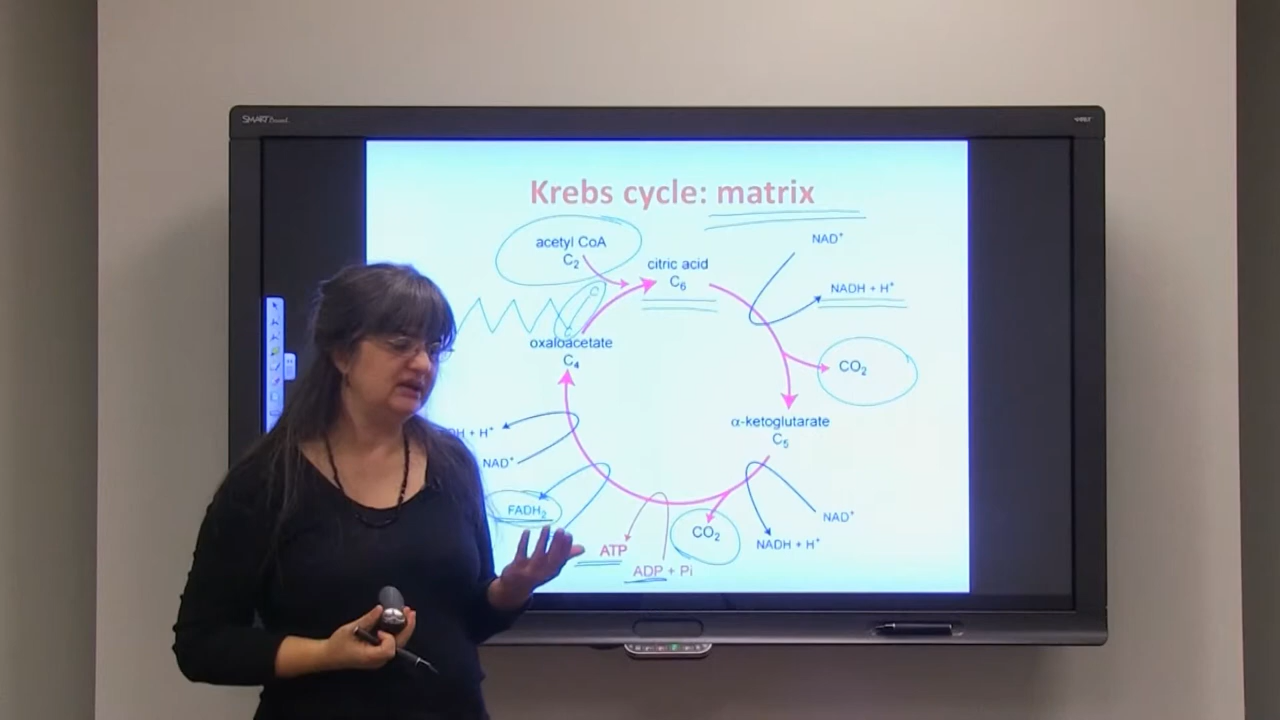 SMART Board
Krebs cycle: matrix
acetyl CoA
C₂
citric acid
C₆
NAD⁺
NADH + H⁺
CO₂
oxaloacetate
C₄
α-ketoglutarate
C₅
DH + H⁺
NAD⁺
FADH₂
ATP
ADP + Pi
CO₂
NAD⁺
NADH + H⁺